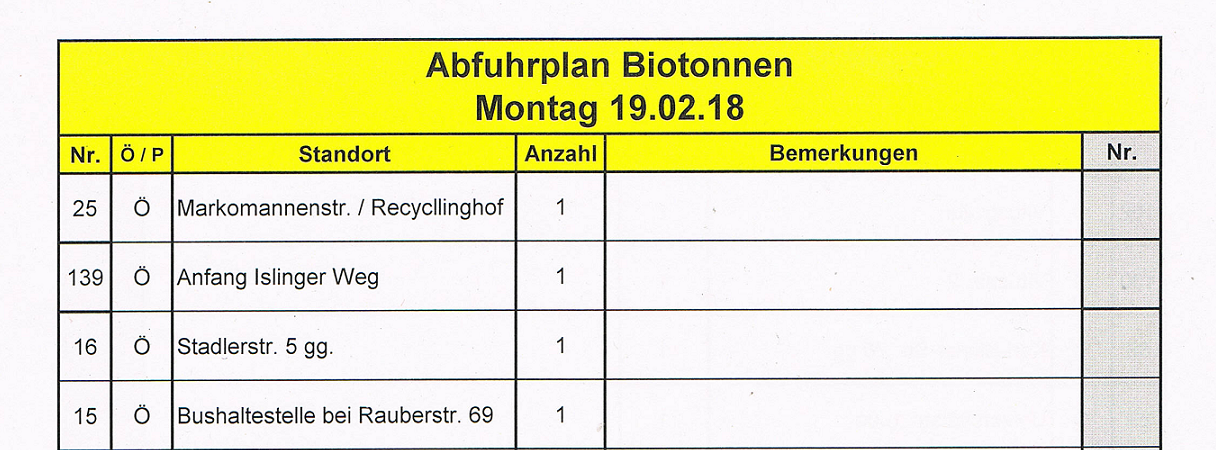 Abfuhrplan Biotonnen
Montag 19.02.18
Nr. Ö / P Standort Anzahl Bemerkungen Nr.
25 Ö Markomannenstr. / Recycllinghof 1
139 Ö Anfang Islinger Weg 1
16 Ö Stadlerstr. 5 gg. 1
15 Ö Bushaltestelle bei Rauberstr. 69 1